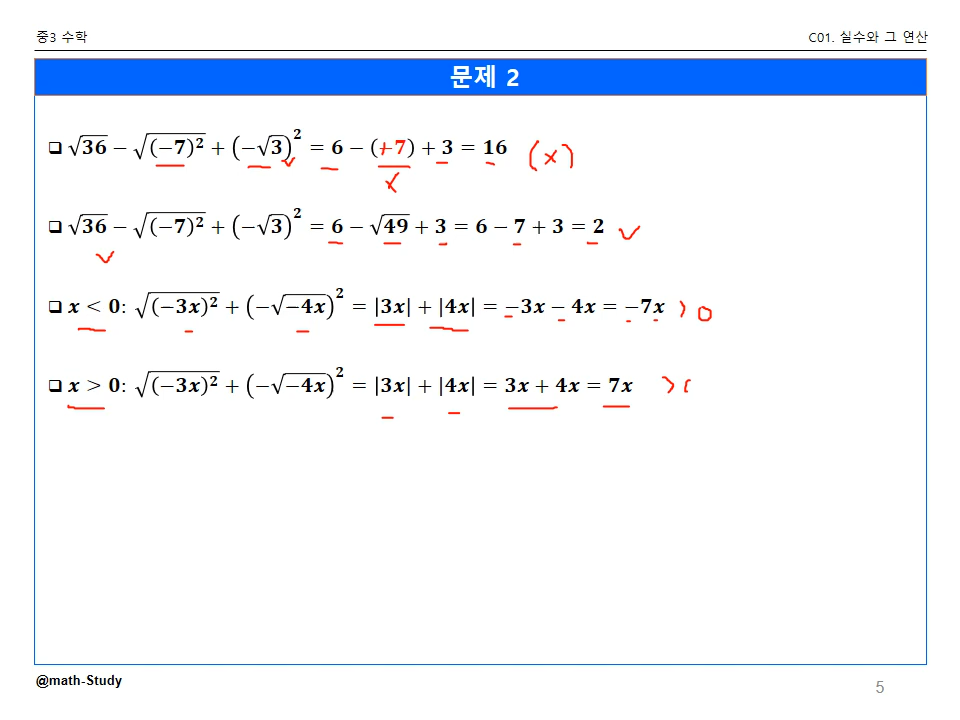 중3 수학
C01. 실수와 그 연산
문제 2
❑ √36 − √(−7)² + (−√3)² = 6 − (−7) + 3 = 16 (x)
x
❑ √36 − √(−7)² + (−√3)² = 6 − √49 + 3 = 6 − 7 + 3 = 2 ✓
❑ x < 0: √(−3x)² + (−√−4x)² = |3x| + |4x| = −3x − 4x = −7x > 0
❑ x > 0: √(−3x)² + (−√−4x)² = |3x| + |4x| = 3x + 4x = 7x >
@math-Study
5